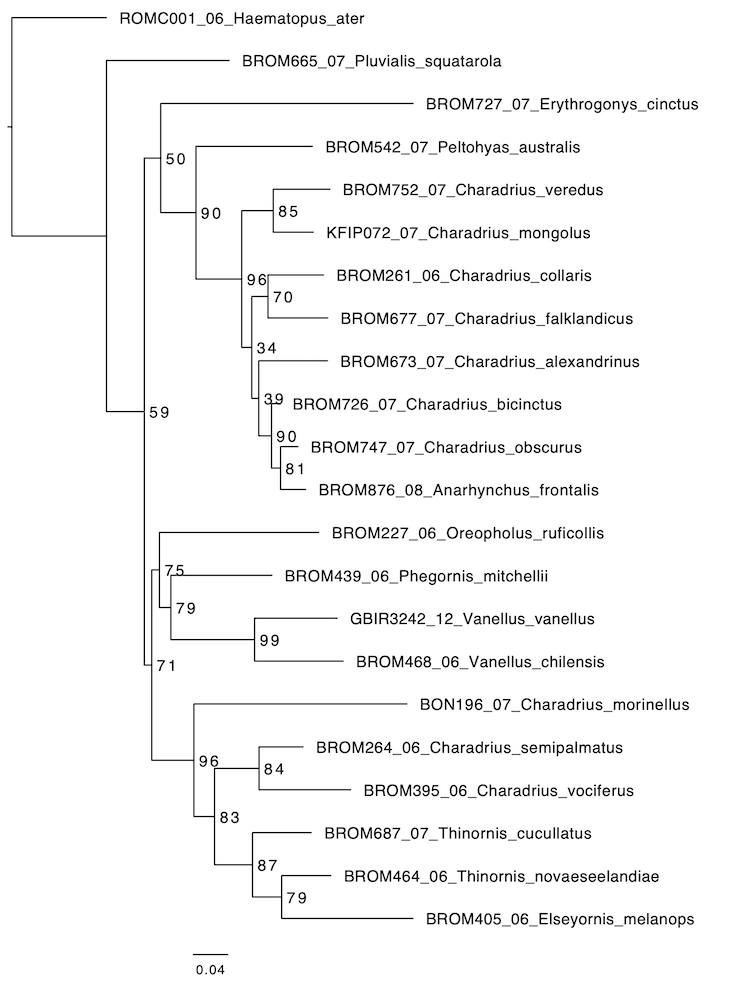 ROMC001_06_Haematopus_ater
BROM665_07_Pluvialis_squatarola
BROM727_07_Erythrogonys_cinctus
BROM542_07_Peltohyas_australis
50
BROM752_07_Charadrius_veredus
90
85
KFIP072_07_Charadrius_mongolus
BROM261_06_Charadrius_collaris
96
70
BROM677_07_Charadrius_falklandicus
34
BROM673_07_Charadrius_alexandrinus
39
BROM726_07_Charadrius_bicinctus
59
90
BROM747_07_Charadrius_obscurus
81
BROM876_08_Anarhynchus_frontalis
BROM227_06_Oreopholus_ruficollis
75
BROM439_06_Phegornis_mitchellii
79
GBIR3242_12_Vanellus_vanellus
99
BROM468_06_Vanellus_chilensis
71
BON196_07_Charadrius_morinellus
BROM264_06_Charadrius_semipalmatus
96
84
BROM395_06_Charadrius_vociferus
83
BROM687_07_Thinornis_cucullatus
87
BROM464_06_Thinornis_novaeseelandiae
79
BROM405_06_Elseyornis_melanops
0.04